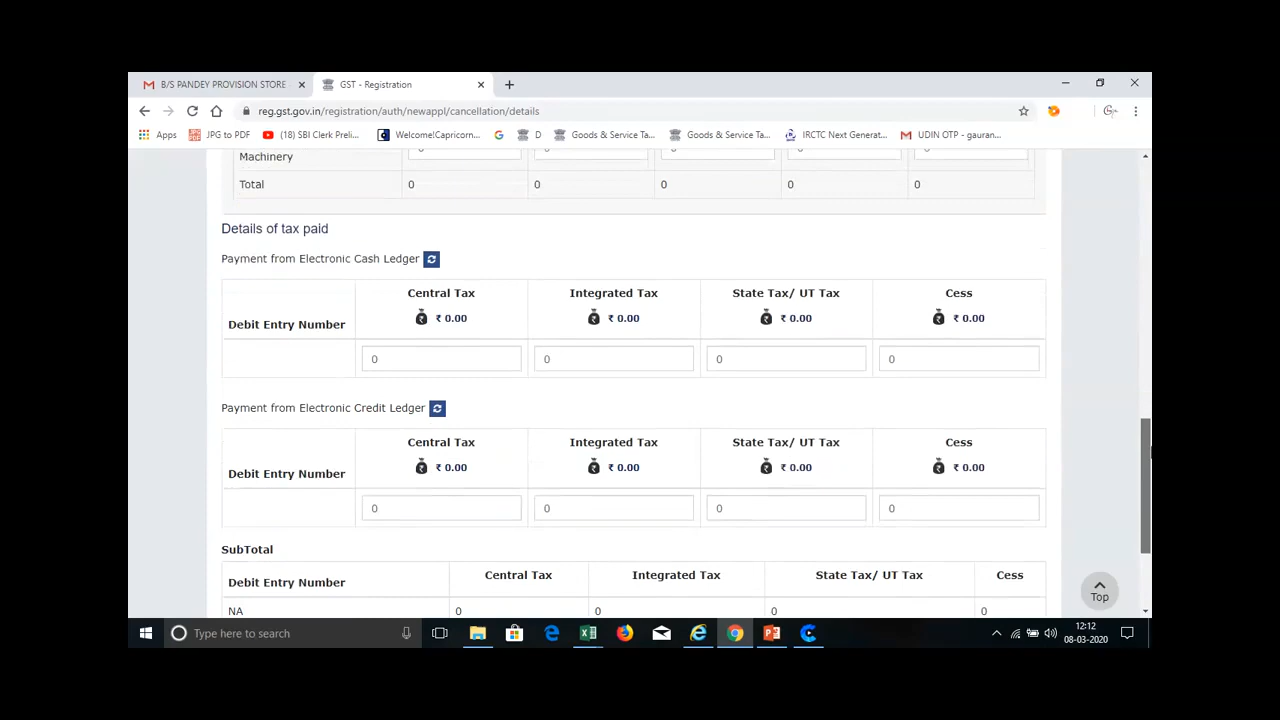 B/S PANDEY PROVISION STORE
GST - Registration
reg.gst.gov.in/registration/auth/newappl/cancellation/details
Apps JPG to PDF (18) SBI Clerk Preli... Welcome!Capricorn... D Goods & Service Ta... Goods & Service Ta... IRCTC Next Generat... UDIN OTP - gauran...
Machinery
Total 0 0 0 0 0
Details of tax paid
Payment from Electronic Cash Ledger
Debit Entry Number Central Tax Integrated Tax State Tax/ UT Tax Cess
₹ 0.00 ₹ 0.00 ₹ 0.00 ₹ 0.00
0 0 0 0
Payment from Electronic Credit Ledger
Debit Entry Number Central Tax Integrated Tax State Tax/ UT Tax Cess
₹ 0.00 ₹ 0.00 ₹ 0.00 ₹ 0.00
0 0 0 0
SubTotal
Debit Entry Number Central Tax Integrated Tax State Tax/ UT Tax Cess
NA 0 0 0 0
Top
Type here to search
12:12
08-03-2020